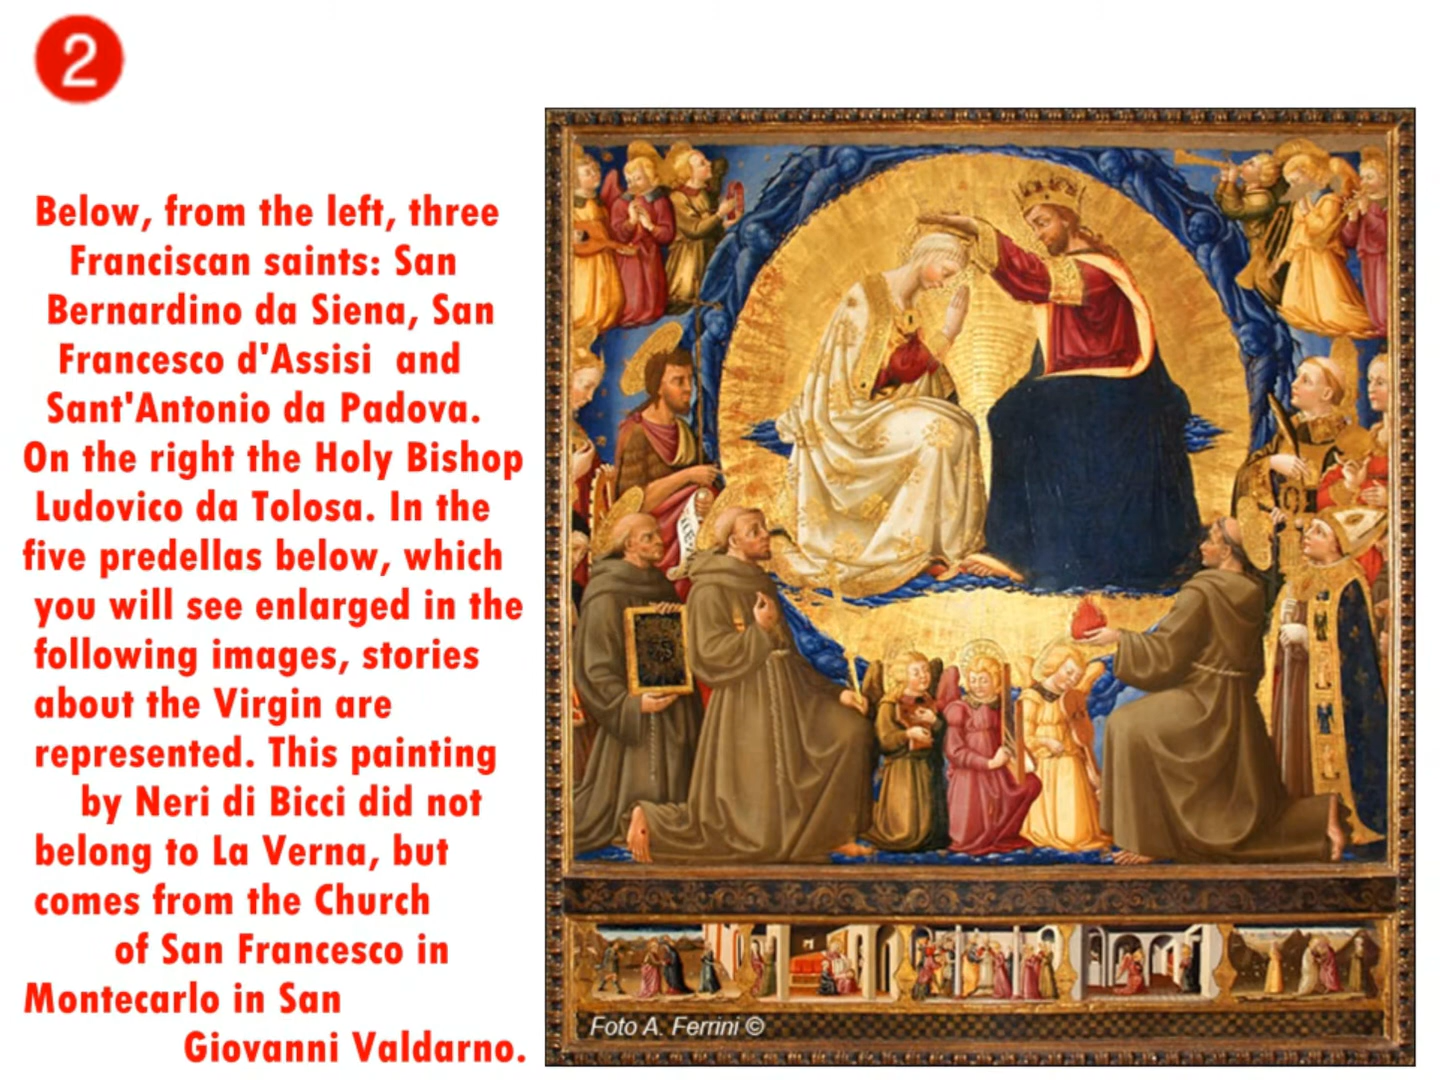 2
Below, from the left, three
Franciscan saints: San
Bernardino da Siena, San
Francesco d'Assisi and
Sant'Antonio da Padova.
On the right the Holy Bishop
Ludovico da Tolosa. In the
five predellas below, which
you will see enlarged in the
following images, stories
about the Virgin are
represented. This painting
by Neri di Bicci did not
belong to La Verna, but
comes from the Church
of San Francesco in
Montecarlo in San
Giovanni Valdarno.
Foto A. Ferrini ©